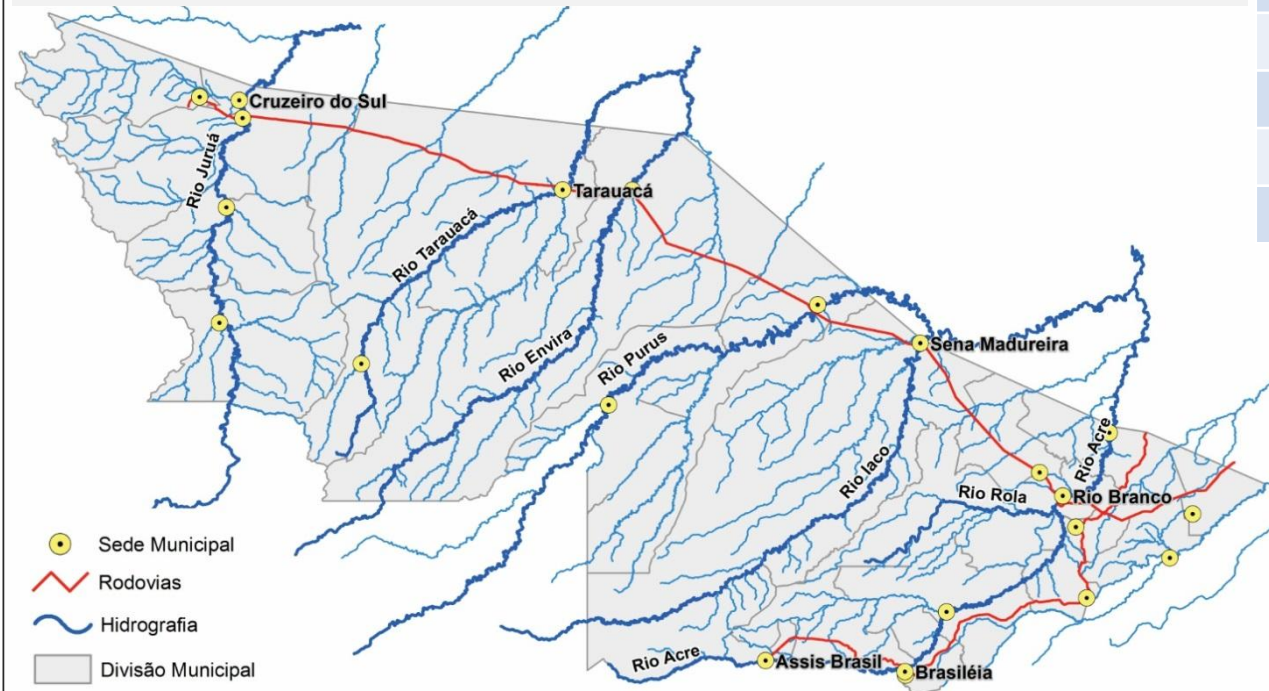 Cruzeiro do Sul
Rio Juruá
Tarauacá
Rio Tarauacá
Rio Envira
Rio Purus
Sena Madureira
Rio Iaco
Rio Acre
Rio Rola
Rio Branco
Rio Acre
Assis Brasil
Brasiléia
Sede Municipal
Rodovias
Hidrografia
Divisão Municipal